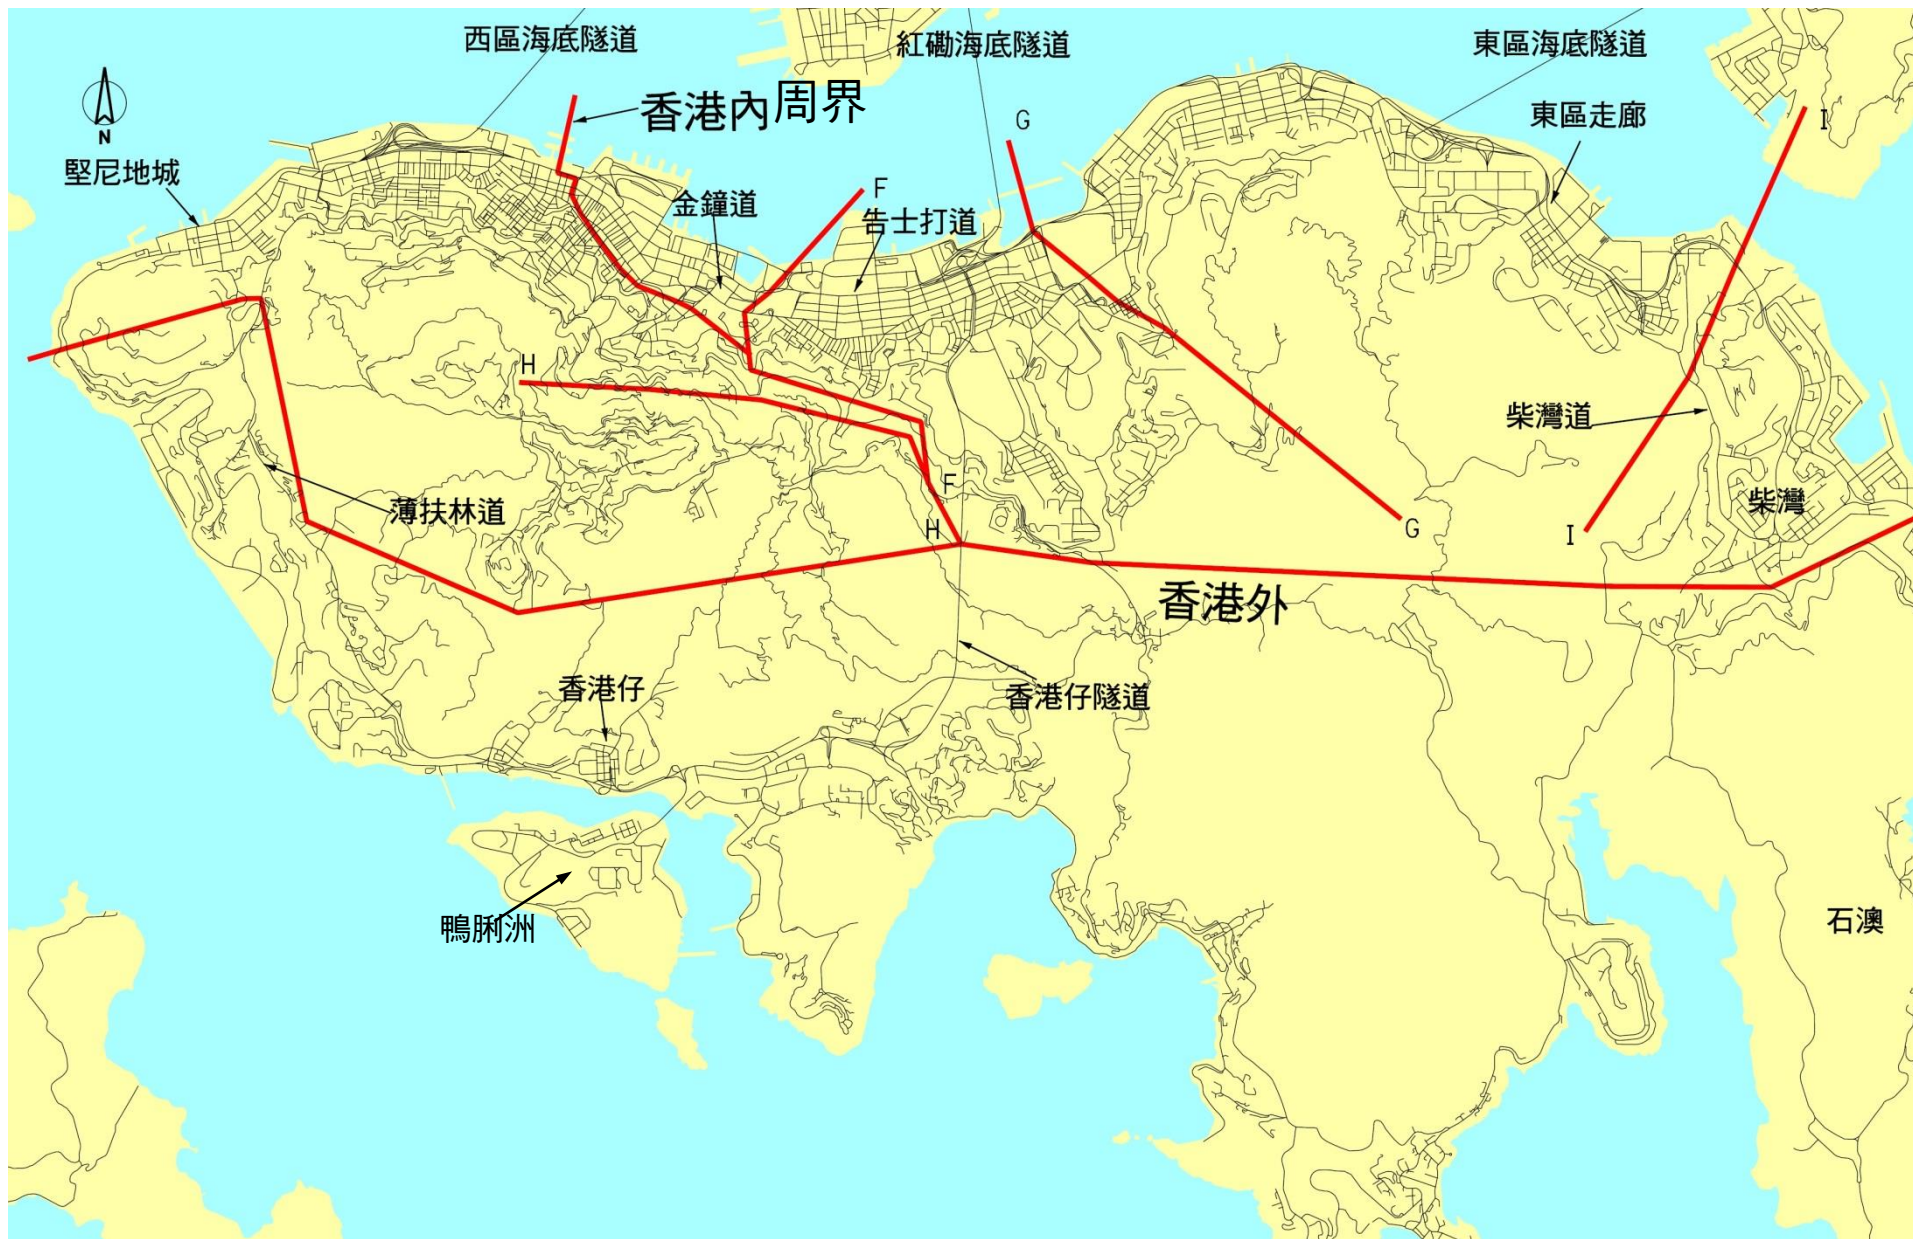 西區海底隧道
紅磡海底隧道
東區海底隧道
香港內周界
東區走廊
G
I
N
堅尼地城
金鐘道
F
告士打道
H
柴灣道
薄扶林道
F
柴灣
H
G
I
香港外
香港仔
香港仔隧道
鴨脷洲
石澳